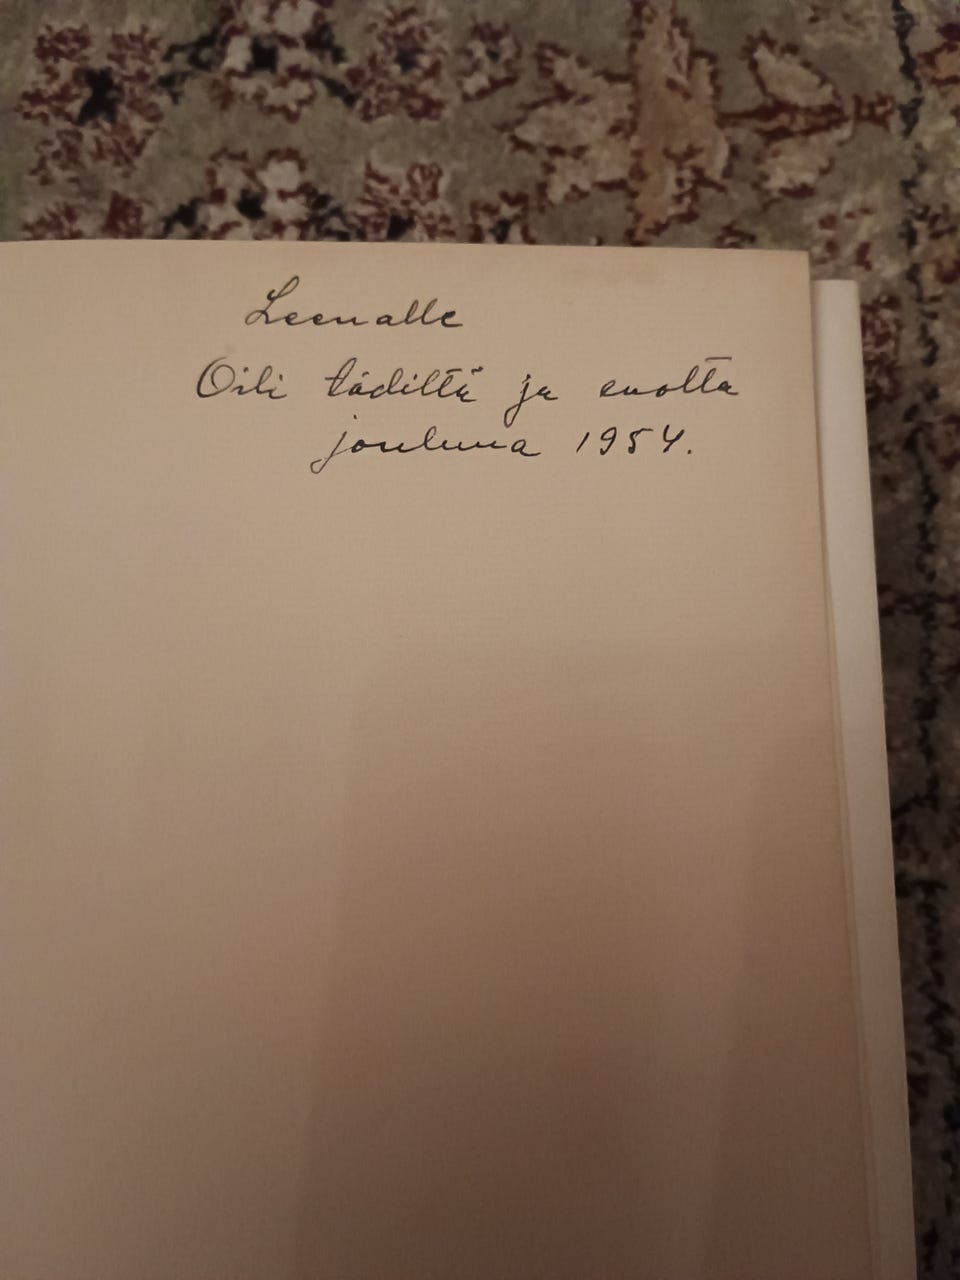 Leenalle
Oili tädiltä ja enolta
jouluna 1954.